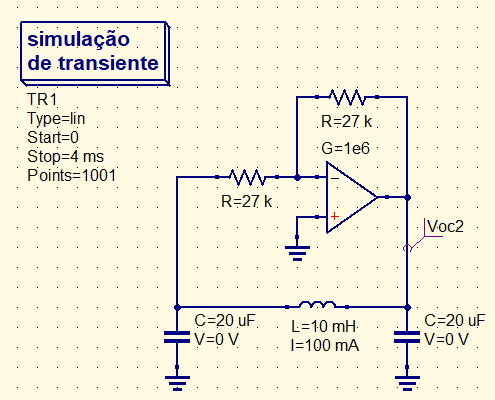 simulação
de transiente
TR1
Type=lin
Start=0
Stop=4 ms
Points=1001
R=27 k
G=1e6
R=27 k
Voc2
C=20 uF
V=0 V
L=10 mH
I=100 mA
C=20 uF
V=0 V